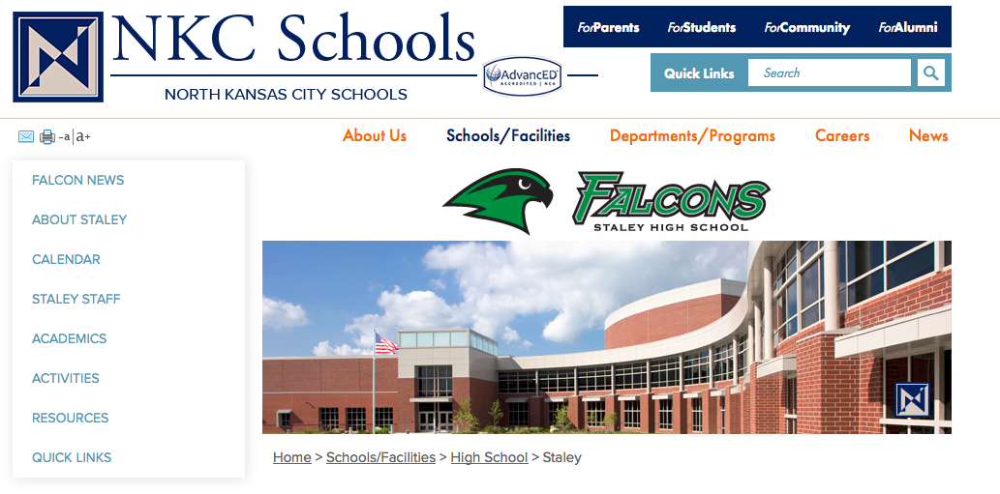 NKC Schools
NORTH KANSAS CITY SCHOOLS
AdvancED
ACCREDITED | NCA
ForParents ForStudents ForCommunity ForAlumni
Quick Links Search
-a|a+
About Us Schools/Facilities Departments/Programs Careers News
FALCON NEWS
ABOUT STALEY
CALENDAR
STALEY STAFF
ACADEMICS
ACTIVITIES
RESOURCES
QUICK LINKS
FALCONS
STALEY HIGH SCHOOL
Home > Schools/Facilities > High School > Staley